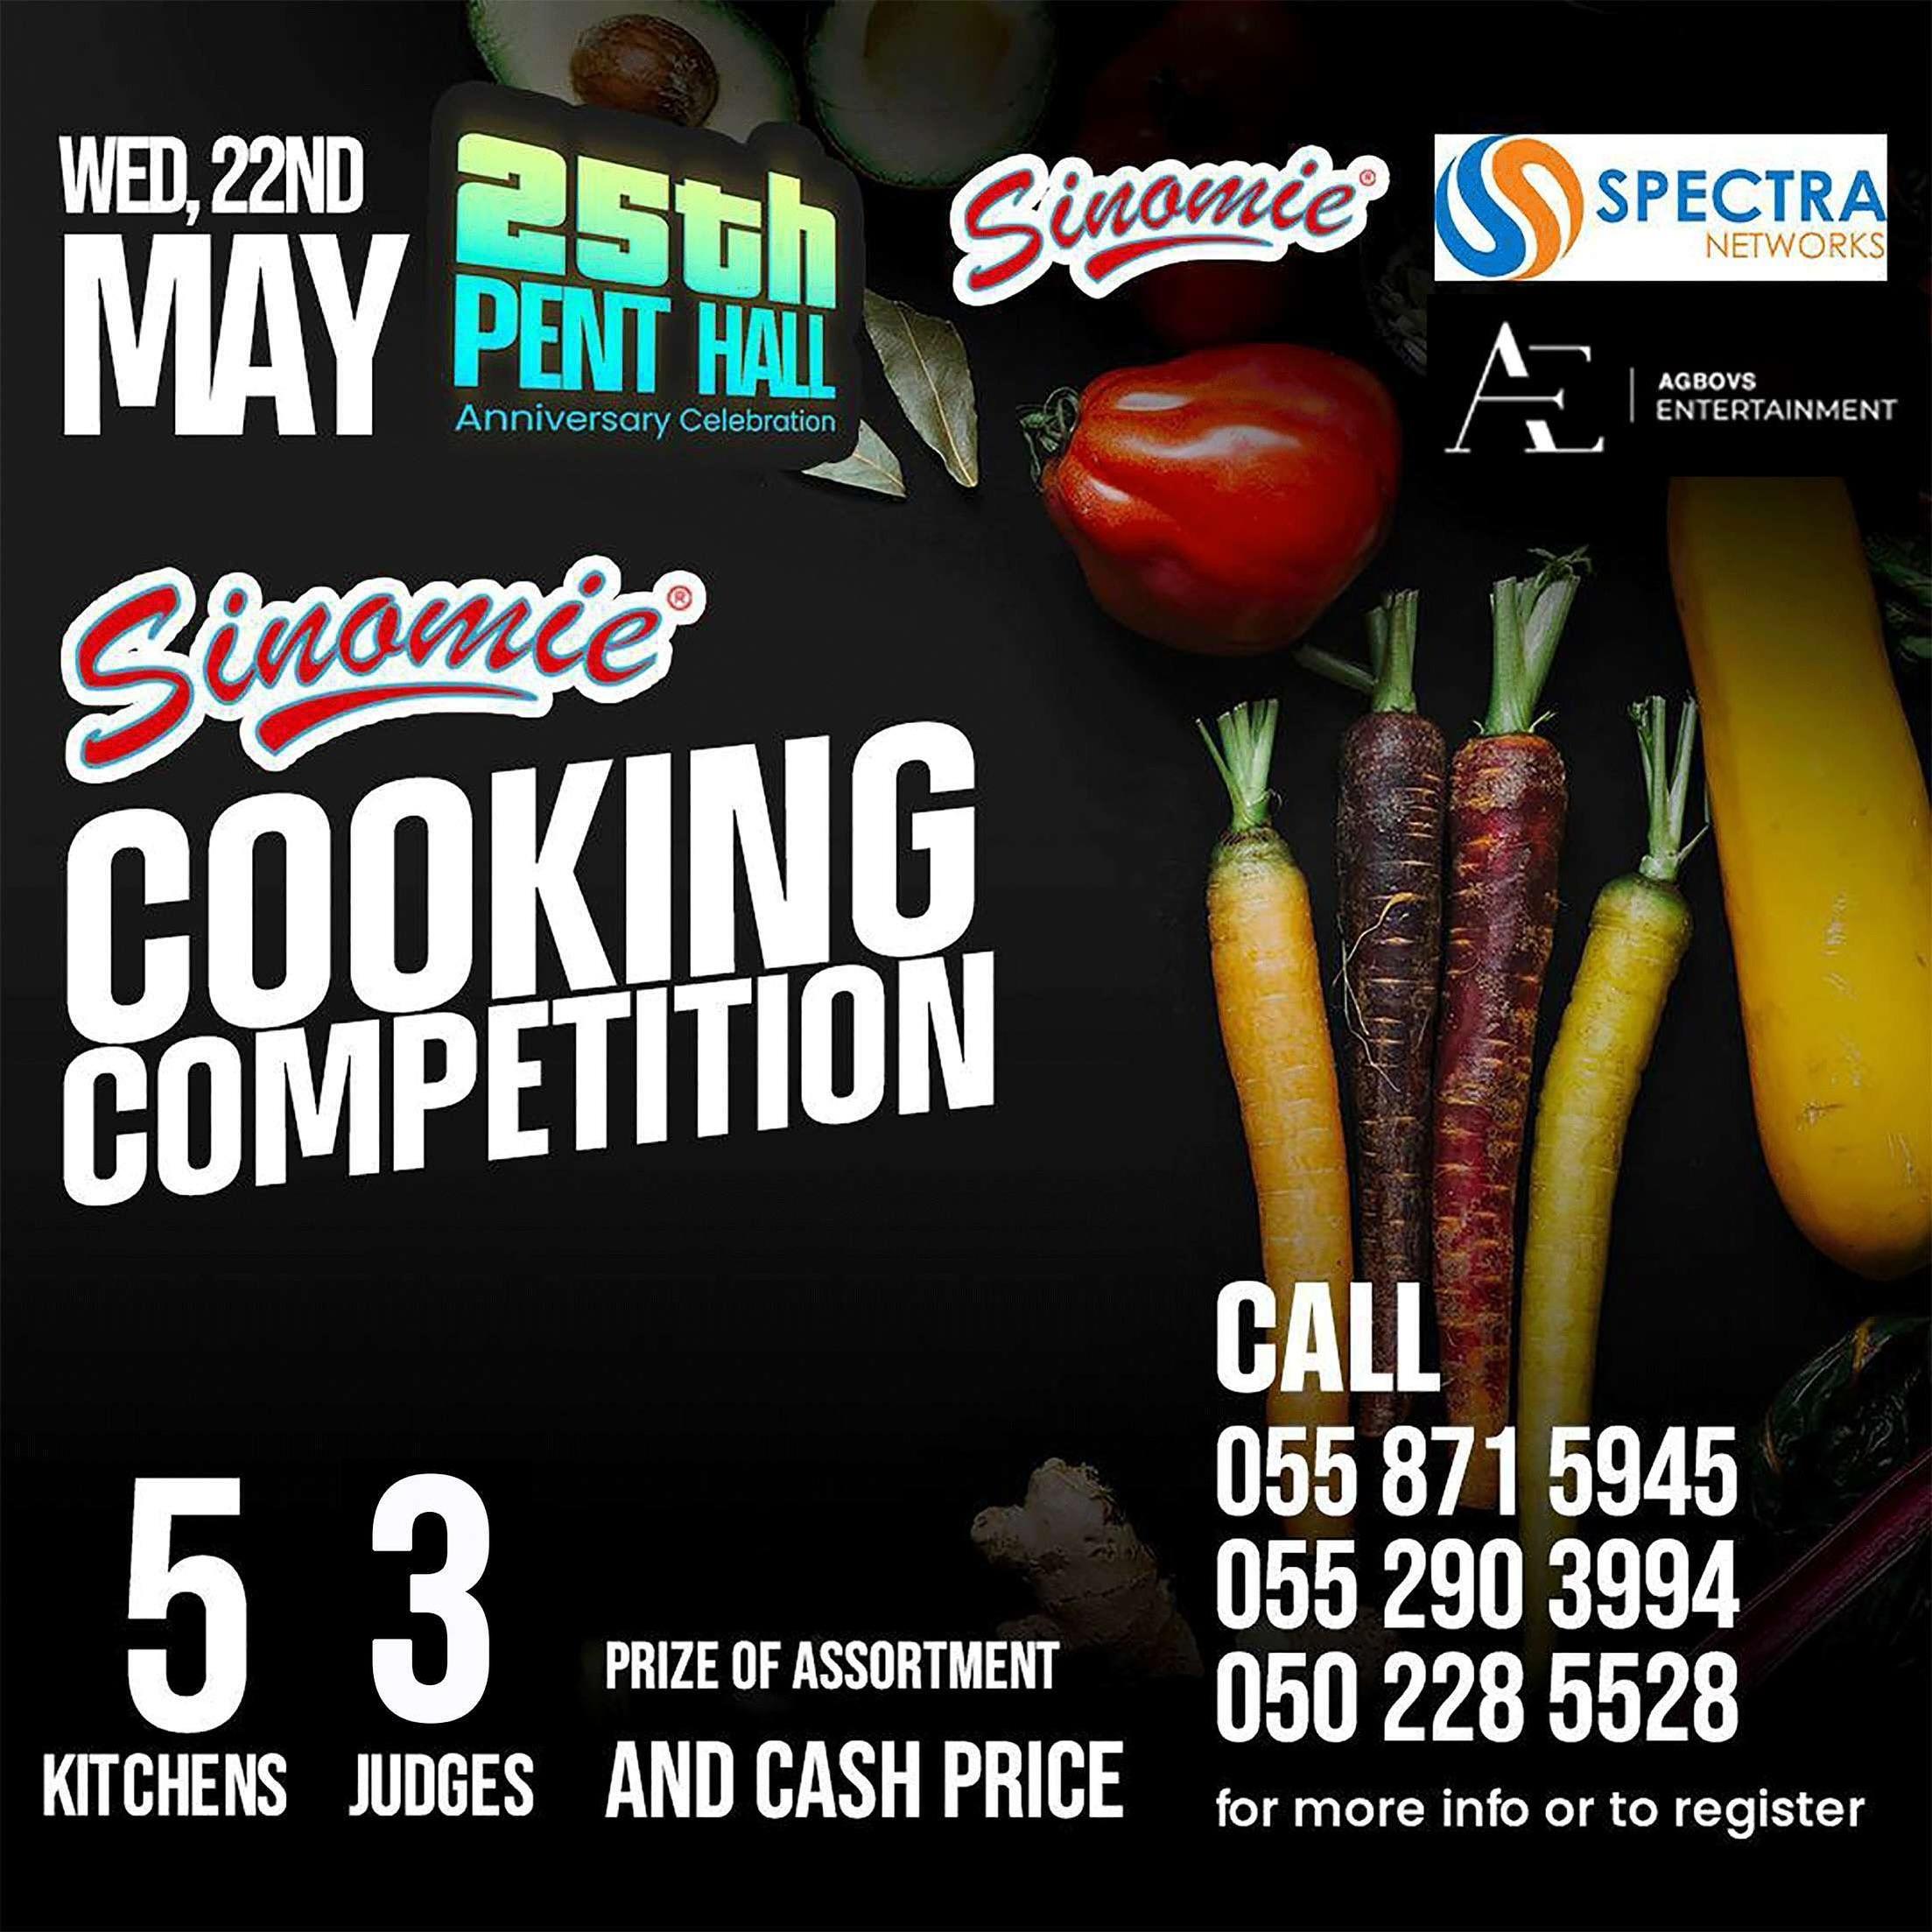 WED, 22ND
MAY
25th
PENT HALL
Anniversary Celebration
Sinomie®
SPECTRA
NETWORKS
AE
AGBOVS
ENTERTAINMENT
Sinomie®
COOKING
COMPETITION
CALL
055 871 5945
055 290 3994
050 228 5528
for more info or to register
5
KITCHENS
3
JUDGES
PRIZE OF ASSORTMENT
AND CASH PRICE